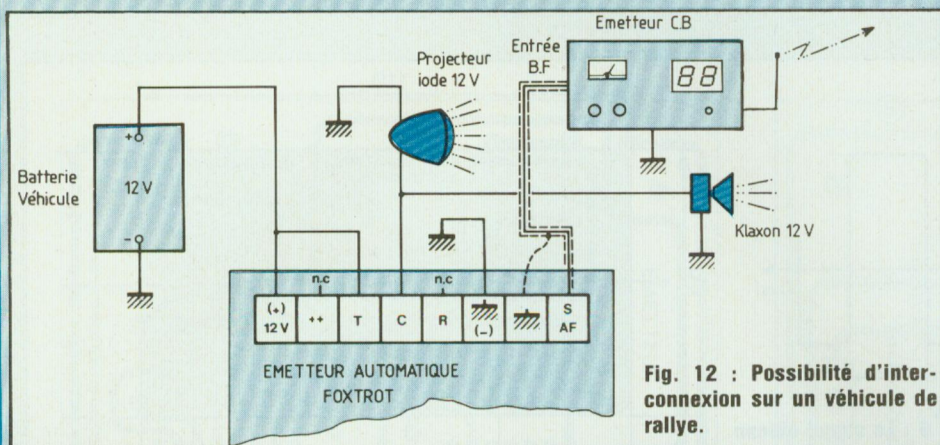 Emetteur C.B
Entrée
B.F
Projecteur
iode 12 V
88
+
Batterie
Véhicule
12 V
-
Klaxon 12 V
n.c
n.c
(+)
12 V
++
T
C
R
(-)
S
AF
EMETTEUR AUTOMATIQUE
FOXTROT
Fig. 12 : Possibilité d'inter-
connexion sur un véhicule de
rallye.